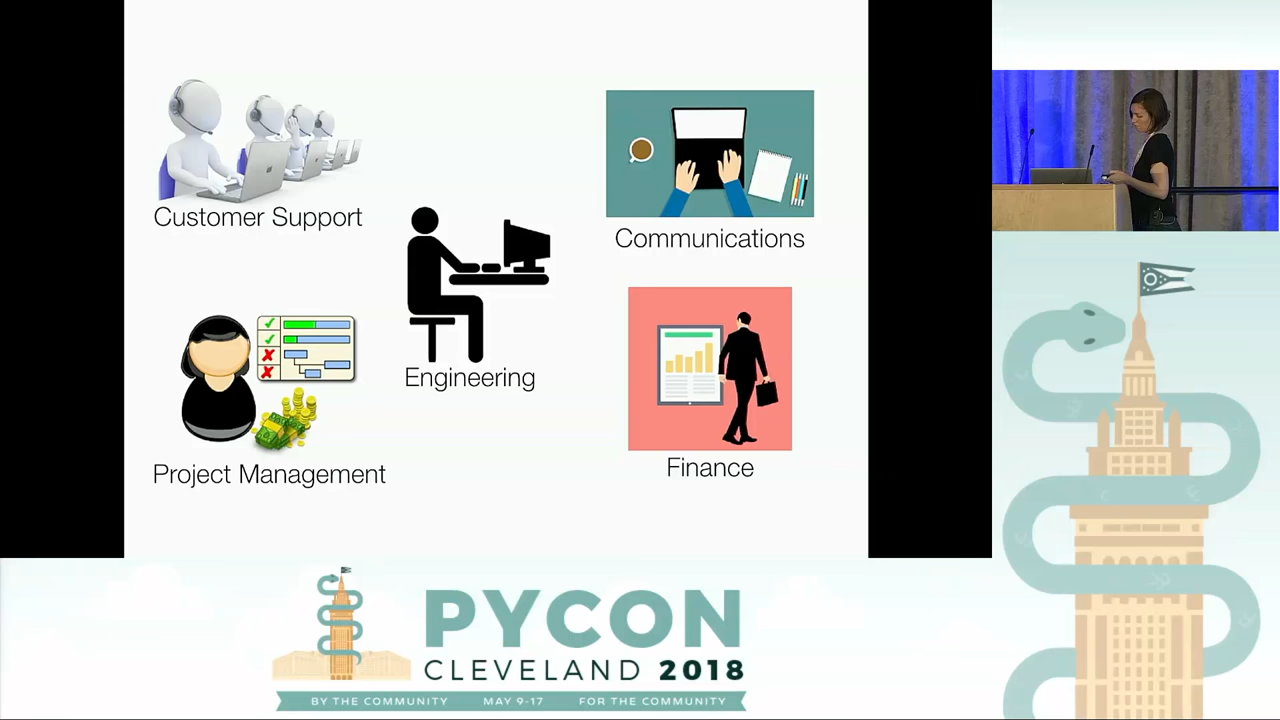 Customer Support
Communications
Engineering
Project Management
Finance
PYCON
CLEVELAND 2018
BY THE COMMUNITY MAY 9-17 FOR THE COMMUNITY